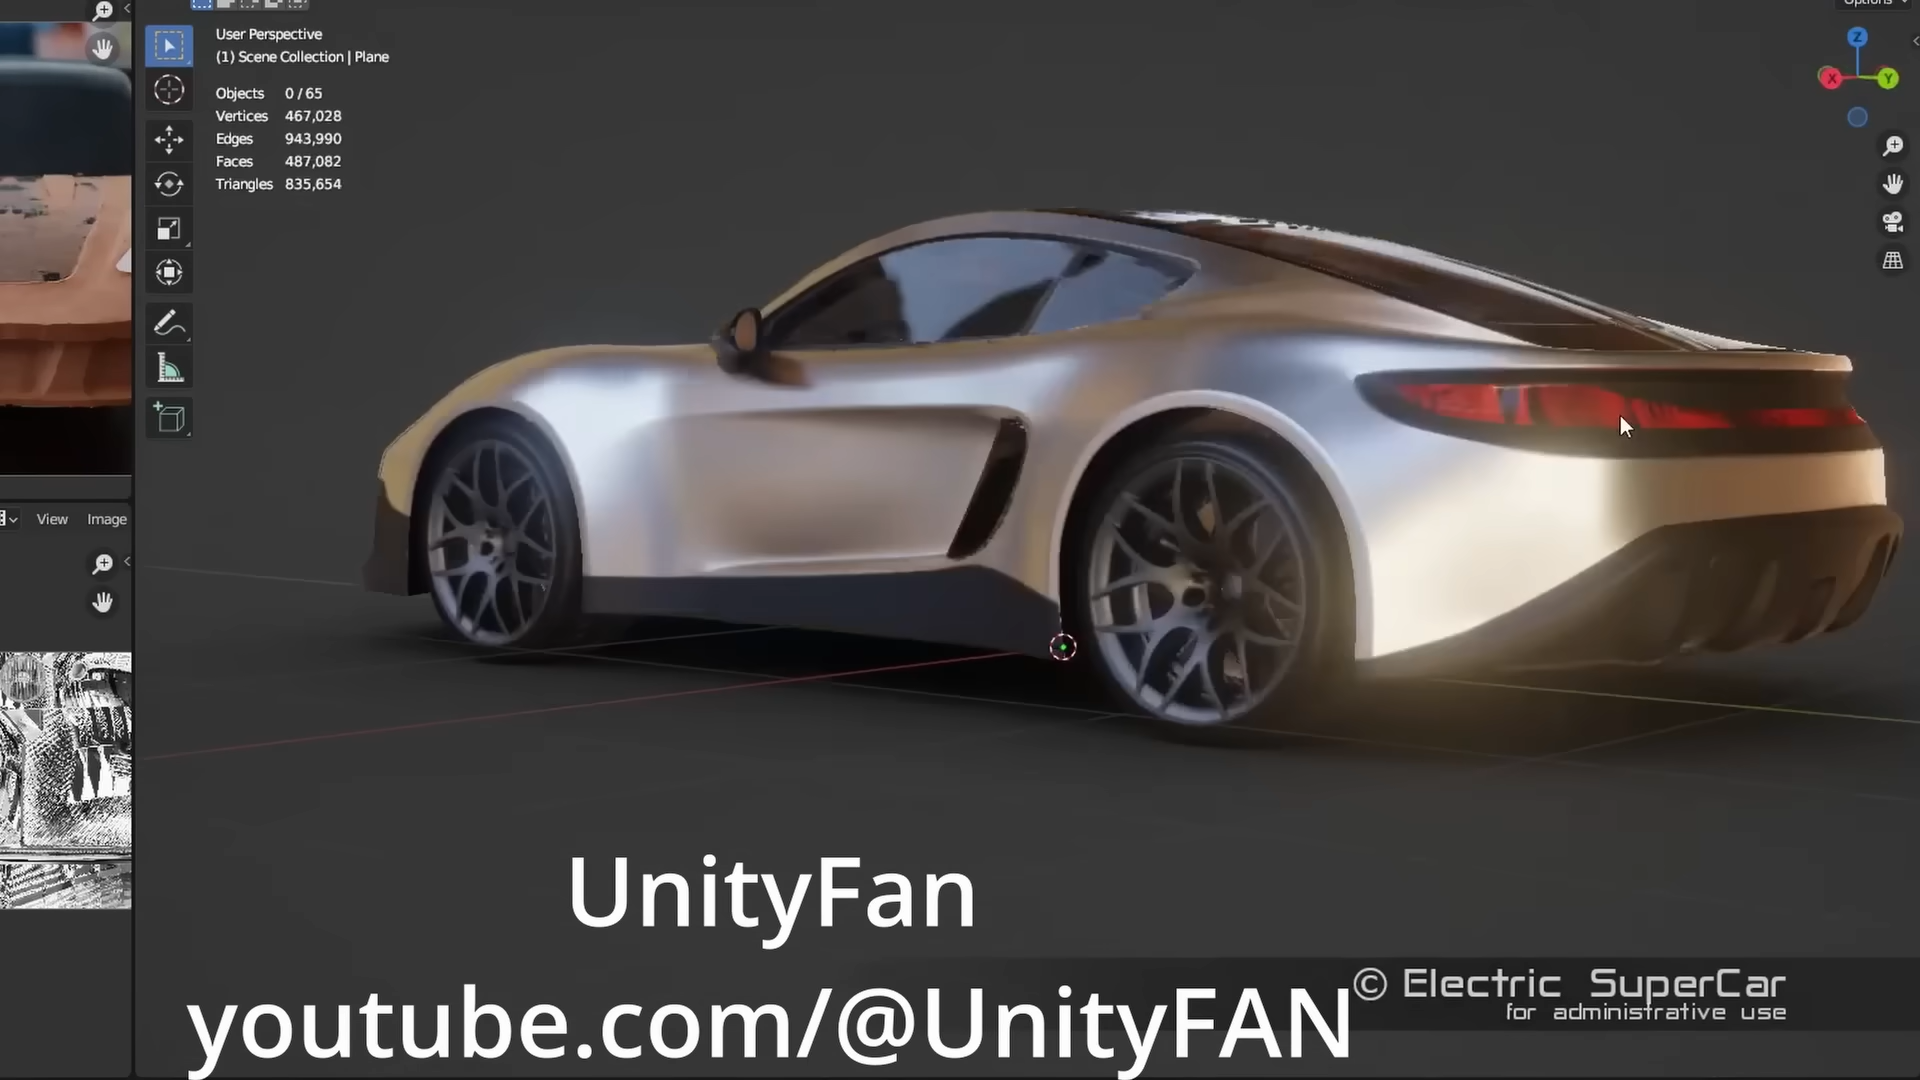 Options
User Perspective
(1) Scene Collection | Plane
Objects 0 / 65
Vertices 467,028
Edges 943,990
Faces 487,082
Triangles 835,654
Z
X
Y
View Image
UnityFan
© Electric SuperCar
for administrative use
youtube.com/@UnityFAN